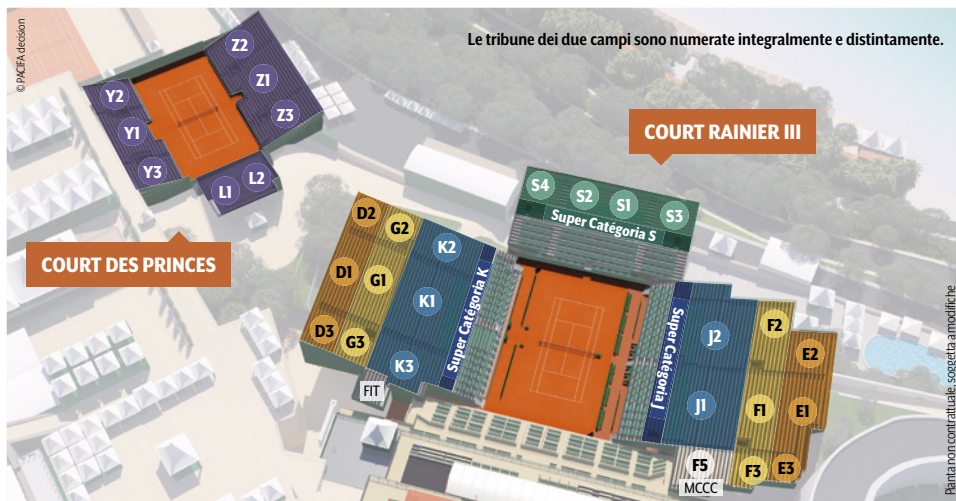 © PACIFA decision
Le tribune dei due campi sono numerate integralmente e distintamente.
Z2
Z1
Z3
Y2
Y1
Y3
L1
L2
COURT DES PRINCES
COURT RAINIER III
S4
S2
S1
S3
Super Catégoria S
D2
G2
K2
D1
G1
K1
D3
G3
K3
Super Catégoria K
FIT
Super Catégoria J
J2
F2
E2
J1
F1
E1
F5
F3
E3
MCCC
Pianta non contrattuale, soggetta a modifiche